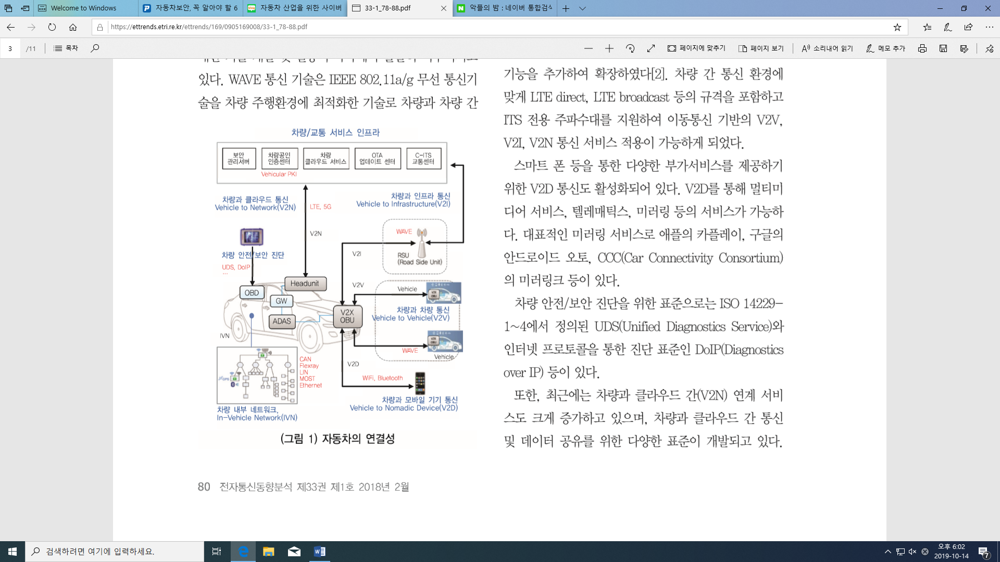 Welcome to Windows
자동차보안, 꼭 알아야 할 6
자동차 산업을 위한 사이버
33-1_78-88.pdf
악플의 밤 : 네이버 통합검색
https://ettrends.etri.re.kr/ettrends/169/0905169008/33-1_78-88.pdf
3 /11 목차 페이지에 맞추기 페이지 보기 소리내어 읽기 메모 추가
있다. WAVE 통신 기술은 IEEE 802.11a/g 무선 통신기
술을 차량 주행환경에 최적화한 기술로 차량과 차량 간
차량/교통 서비스 인프라
보안
관리서버
차량공인
인증센터
차량
클라우드 서비스
OTA
업데이트 센터
C-ITS
교통센터
Vehicular PKI
차량과 클라우드 통신
Vehicle to Network(V2N)
LTE, 5G
차량과 인프라 통신
Vehicle to Infrastructure(V2I)
V2N
WAVE
V2I
RSU
(Road Side Unit)
차량 안전/보안 진단
UDS, DoIP
...
Headunit
OBD
GW
ADAS
V2X
OBU
IVN
V2V
Vehicle
V2X
OBU
차량과 차량 통신
Vehicle to Vehicle(V2V)
V2X
OBU
WAVE
Vehicle
V2D
WiFi, Bluetooth
차량과 모바일 기기 통신
Vehicle to Nomadic Device(V2D)
GPS
CAN
Flexray
LIN
MOST
Ethernet
차량 내부 네트워크,
In-Vehicle Network(IVN)
(그림 1) 자동차의 연결성
기능을 추가하여 확장하였다[2]. 차량 간 통신 환경에
맞게 LTE direct, LTE broadcast 등의 규격을 포함하고
ITS 전용 주파수대를 지원하여 이동통신 기반의 V2V,
V2I, V2N 통신 서비스 적용이 가능하게 되었다.
스마트 폰 등을 통한 다양한 부가서비스를 제공하기
위한 V2D 통신도 활성화되어 있다. V2D를 통해 멀티미
디어 서비스, 텔레매틱스, 미러링 등의 서비스가 가능하
다. 대표적인 미러링 서비스로 애플의 카플레이, 구글의
안드로이드 오토, CCC(Car Connectivity Consortium)
의 미러링크 등이 있다.
차량 안전/보안 진단을 위한 표준으로는 ISO 14229-
1~4에서 정의된 UDS(Unified Diagnostics Service)와
인터넷 프로토콜을 통한 진단 표준인 DoIP(Diagnostics
over IP) 등이 있다.
또한, 최근에는 차량과 클라우드 간(V2N) 연계 서비
스도 크게 증가하고 있으며, 차량과 클라우드 간 통신
및 데이터 공유를 위한 다양한 표준이 개발되고 있다.
80 전자통신동향분석 제33권 제1호 2018년 2월
검색하려면 여기에 입력하세요.
오후 6:02
2019-10-14
7